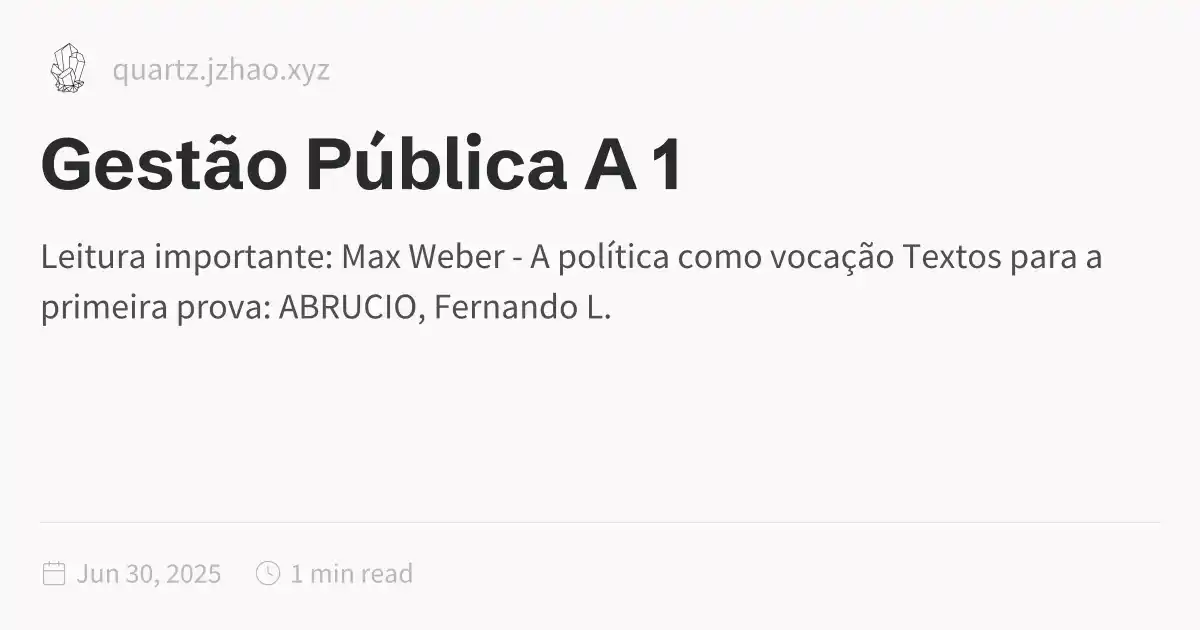 quartz.jzhao.xyz
Gestão Pública A 1
Leitura importante: Max Weber - A política como vocação Textos para a
primeira prova: ABRUCIO, Fernando L.
Jun 30, 2025 1 min read